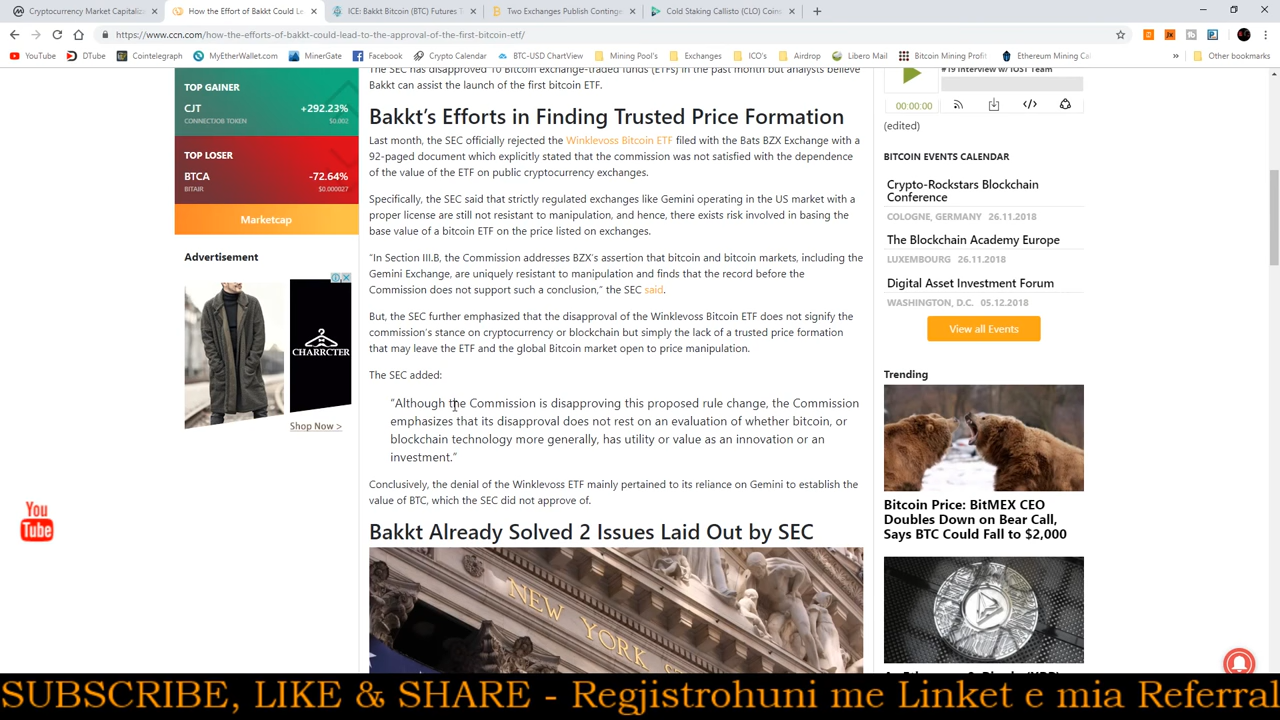 Cryptocurrency Market Capitaliz
How the Effort of Bakkt Could Le
ICE: Bakkt Bitcoin (BTC) Futures T
Two Exchanges Publish Continge
Cold Staking Callisto (CLO) Coins
https://www.ccn.com/how-the-efforts-of-bakkt-could-lead-to-the-approval-of-the-first-bitcoin-etf/
YouTube
DTube
Cointelegraph
MyEtherWallet.com
MinerGate
Facebook
Crypto Calendar
BTC-USD ChartView
Mining Pool's
Exchanges
ICO's
Airdrop
Libero Mail
Bitcoin Mining Profit
Ethereum Mining Cal
»
Other bookmarks
TOP GAINER
CJT +292.23%
CONNECTJOB TOKEN $0.002
TOP LOSER
BTCA -72.64%
BITAIR $0.000027
Marketcap
Advertisement
CHARRCTER
Shop Now >
The SEC has disapproved 10 Bitcoin exchange-traded funds (ETFs) in the past month but analysts believe
Bakkt can assist the launch of the first bitcoin ETF.
Bakkt's Efforts in Finding Trusted Price Formation
Last month, the SEC officially rejected the Winklevoss Bitcoin ETF filed with the Bats BZX Exchange with a
92-paged document which explicitly stated that the commission was not satisfied with the dependence
of the value of the ETF on public cryptocurrency exchanges.
Specifically, the SEC said that strictly regulated exchanges like Gemini operating in the US market with a
proper license are still not resistant to manipulation, and hence, there exists risk involved in basing the
base value of a bitcoin ETF on the price listed on exchanges.
“In Section III.B, the Commission addresses BZX's assertion that bitcoin and bitcoin markets, including the
Gemini Exchange, are uniquely resistant to manipulation and finds that the record before the
Commission does not support such a conclusion,” the SEC said.
But, the SEC further emphasized that the disapproval of the Winklevoss Bitcoin ETF does not signify the
commission's stance on cryptocurrency or blockchain but simply the lack of a trusted price formation
that may leave the ETF and the global Bitcoin market open to price manipulation.
The SEC added:
“Although the Commission is disapproving this proposed rule change, the Commission
emphasizes that its disapproval does not rest on an evaluation of whether bitcoin, or
blockchain technology more generally, has utility or value as an innovation or an
investment.”
Conclusively, the denial of the Winklevoss ETF mainly pertained to its reliance on Gemini to establish the
value of BTC, which the SEC did not approve of.
Bakkt Already Solved 2 Issues Laid Out by SEC
NEW YORK S
#19 Interview w/ IOST Team
00:00:00
(edited)
BITCOIN EVENTS CALENDAR
Crypto-Rockstars Blockchain
Conference
COLOGNE, GERMANY 26.11.2018
The Blockchain Academy Europe
LUXEMBOURG 26.11.2018
Digital Asset Investment Forum
WASHINGTON, D.C. 05.12.2018
View all Events
Trending
Bitcoin Price: BitMEX CEO
Doubles Down on Bear Call,
Says BTC Could Fall to $2,000
You
Tube
SUBSCRIBE, LIKE & SHARE - Regjistrohuni me Linket e mia Referral